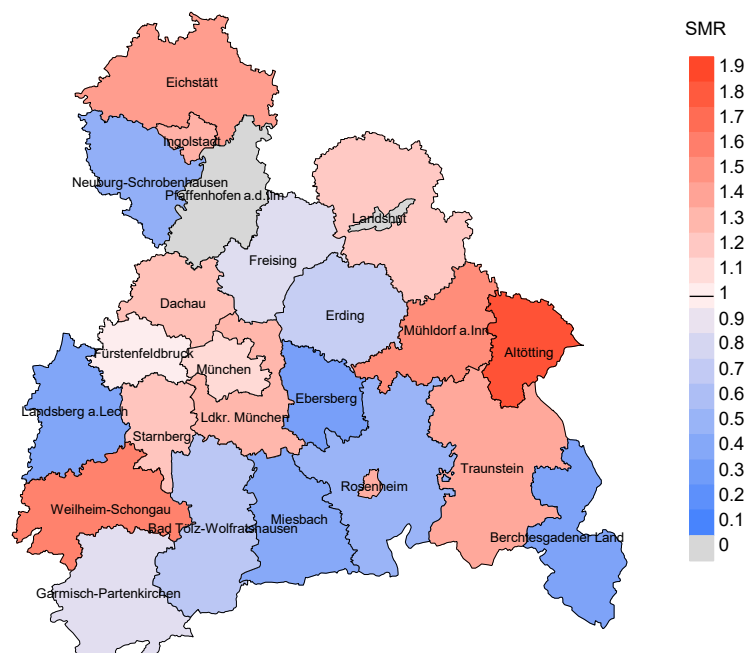 SMR
1.9
1.8
1.7
1.6
1.5
1.4
1.3
1.2
1.1
1
0.9
0.8
0.7
0.6
0.5
0.4
0.3
0.2
0.1
0
Eichstätt
Ingolstadt
Neuburg-Schrobenhausen
Pfaffenhofen a.d.Ilm
Landshut
Freising
Dachau
Erding
Mühldorf a.Inn
Fürstenfeldbruck
Altötting
München
Ebersberg
Landsberg a.Lech
Ldkr. München
Starnberg
Traunstein
Rosenheim
Weilheim-Schongau
Miesbach
Bad Tölz-Wolfratshausen
Berchtesgadener Land
Garmisch-Partenkirchen